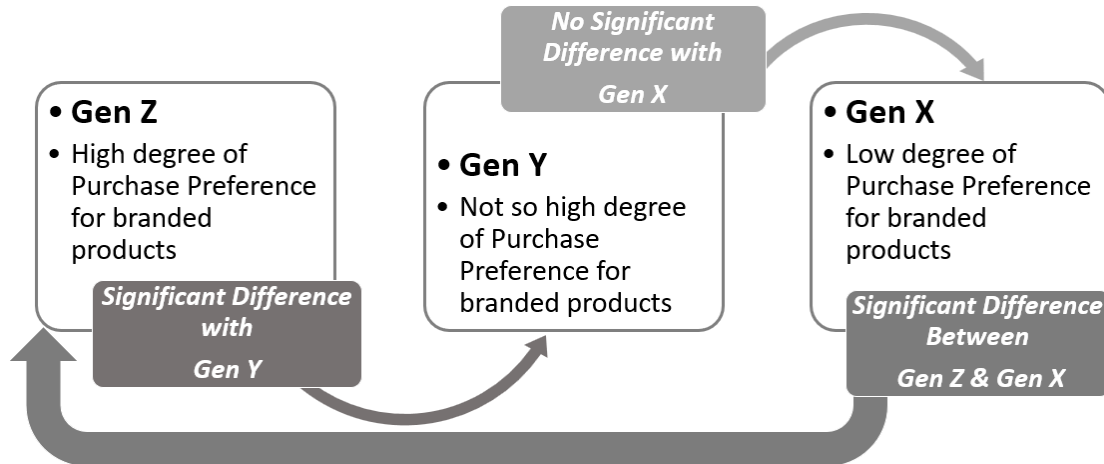 • Gen Z
• High degree of
Purchase Preference
for branded
products
Significant Difference
with
Gen Y
No Significant
Difference with
Gen X
• Gen Y
• Not so high degree
of Purchase
Preference for
branded products
• Gen X
• Low degree of
Purchase Preference
for branded
products
Significant Difference
Between
Gen Z & Gen X